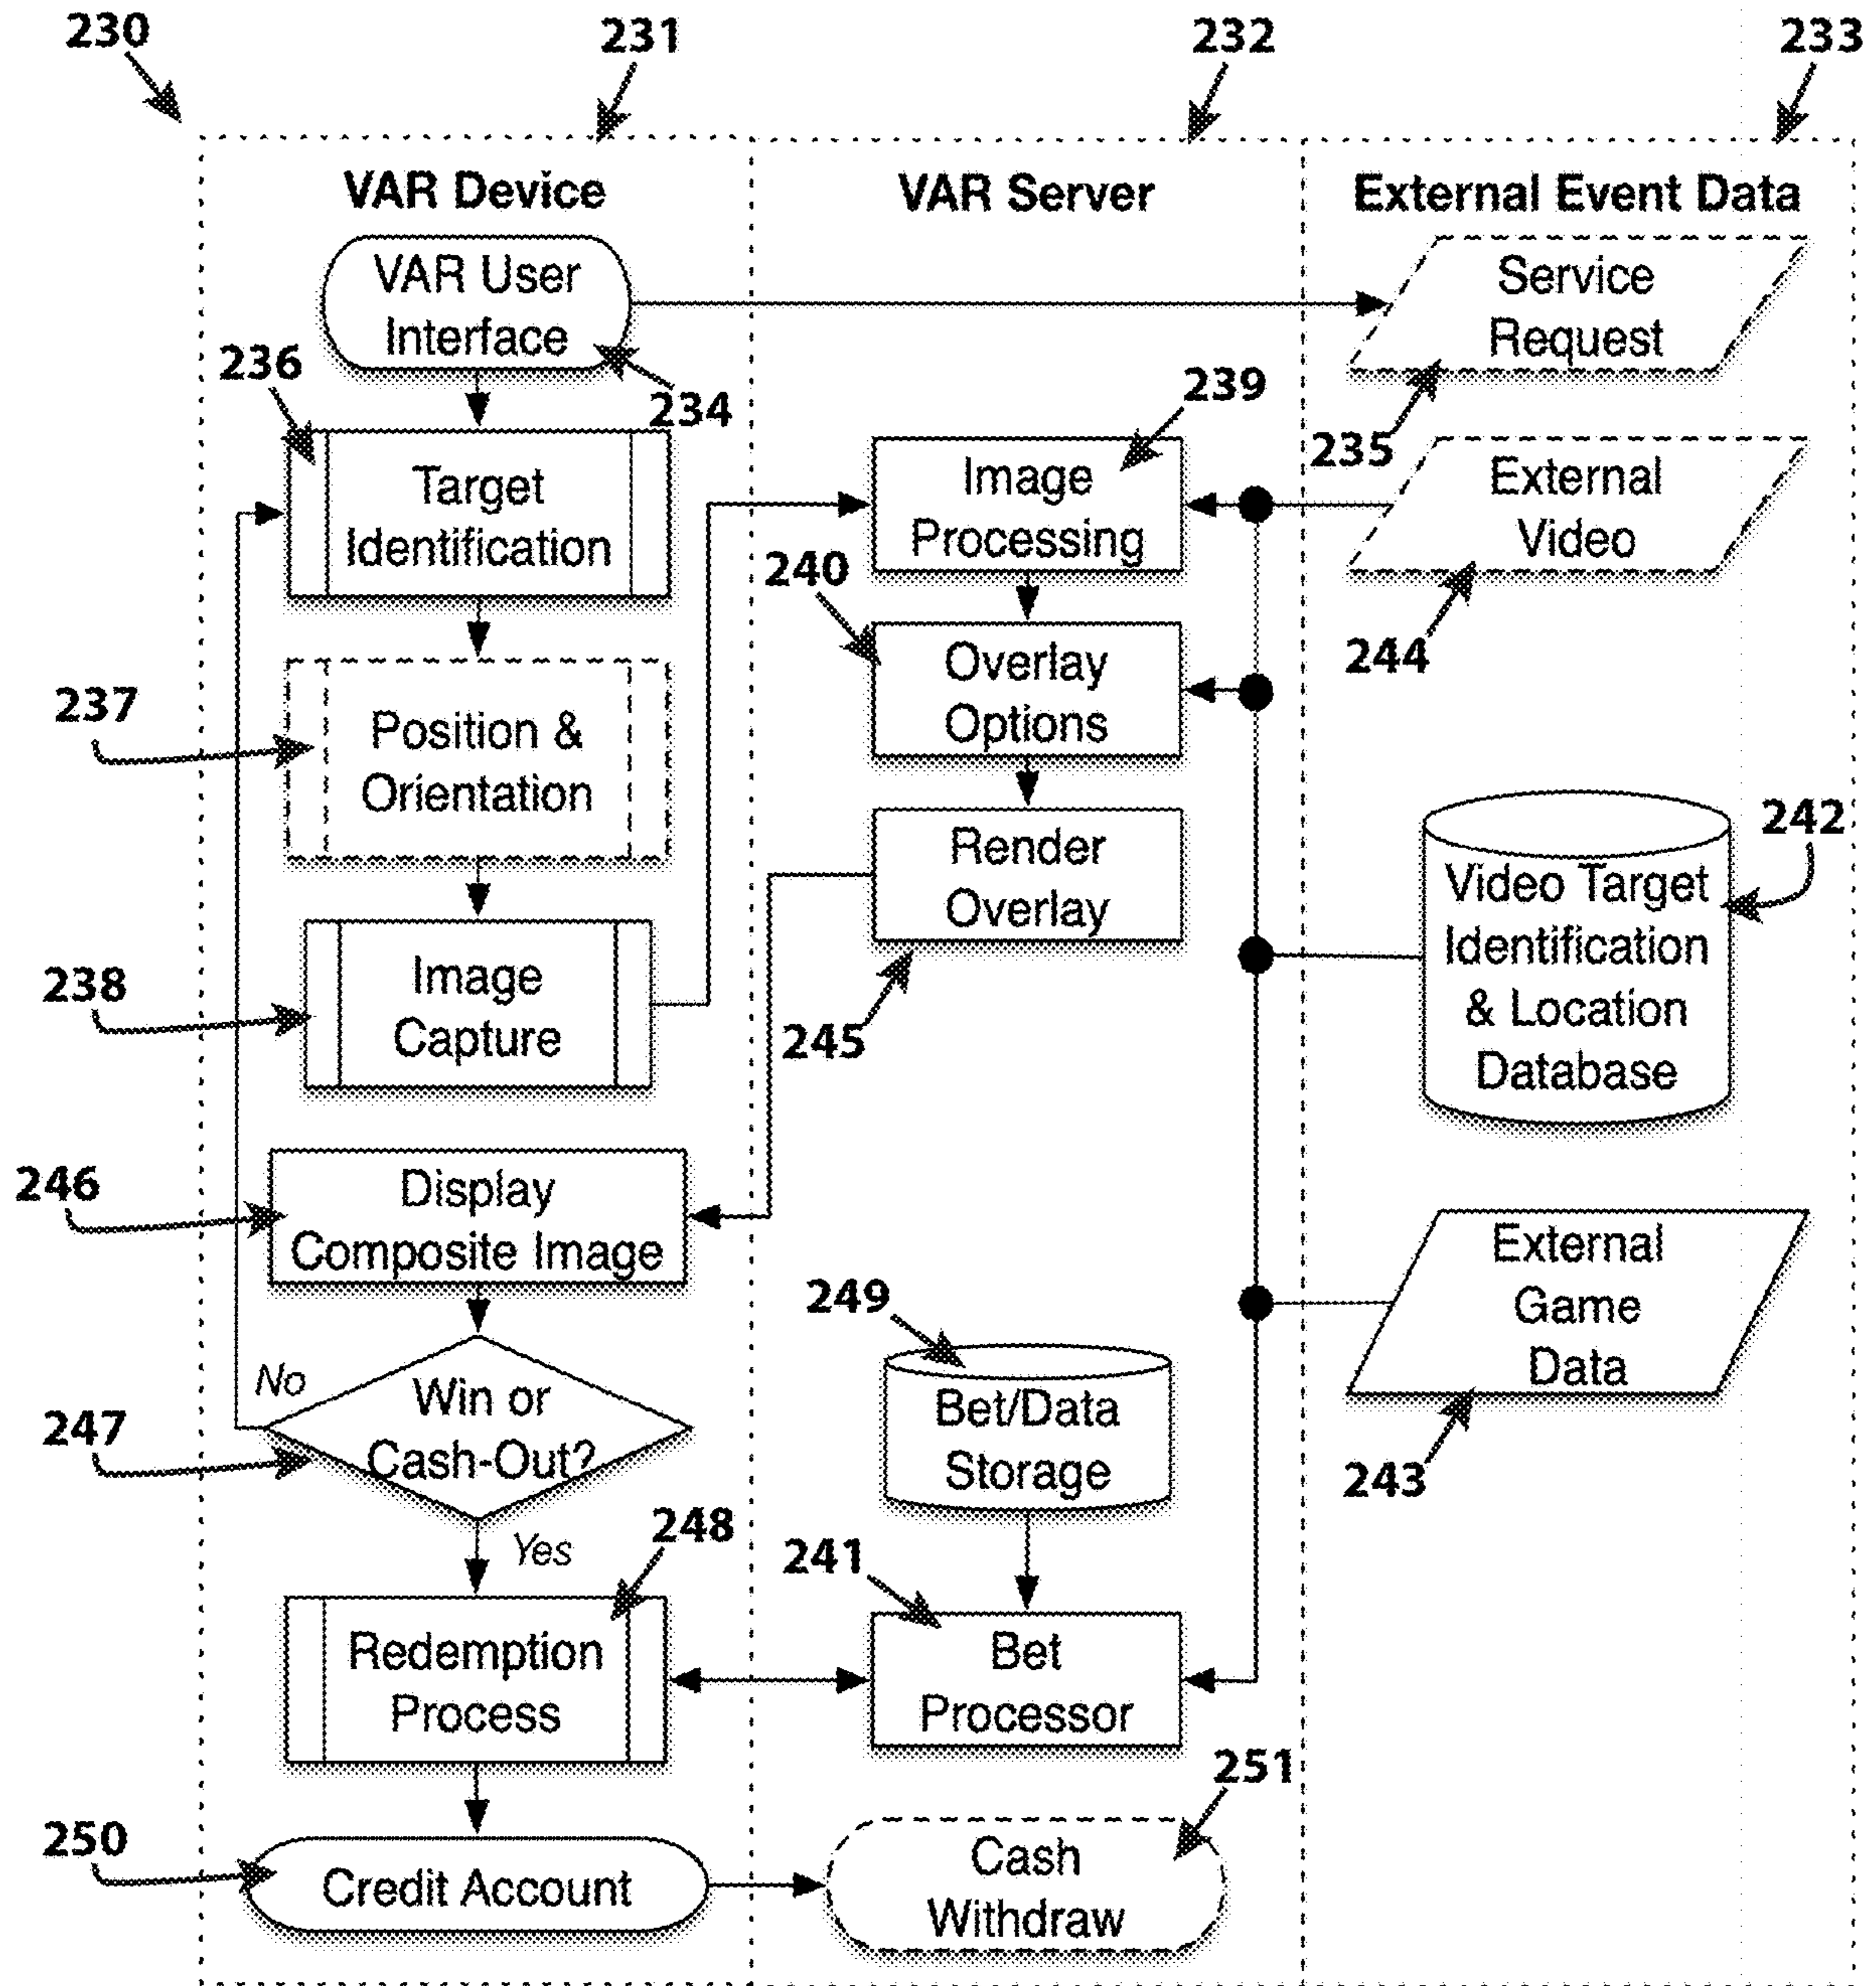 230
231
232
233
VAR Device
VAR Server
External Event Data
VAR User
Interface
234
Service
Request
235
236
Target
Identification
239
Image
Processing
External
Video
244
240
Overlay
Options
237
Position &
Orientation
Render
Overlay
245
242
Video Target
Identification
& Location
Database
238
Image
Capture
246
Display
Composite Image
External
Game
Data
243
247
No
Win or
Cash-Out?
Yes
249
Bet/Data
Storage
248
Redemption
Process
241
Bet
Processor
250
Credit Account
251
Cash
Withdraw